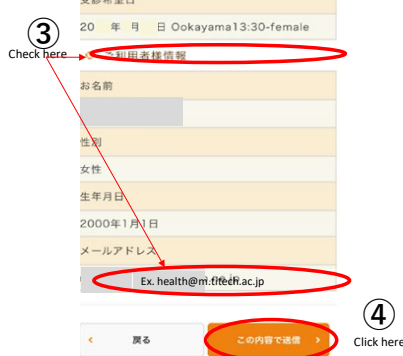 受診希望日
20 年 月 日 Ookayama13:30-female
③
Check here
ご利用者様情報
お名前
性別
女性
生年月日
2000年1月1日
メールアドレス
Ex. health@m.titech.ac.jp
戻る
この内容で送信
④
Click here